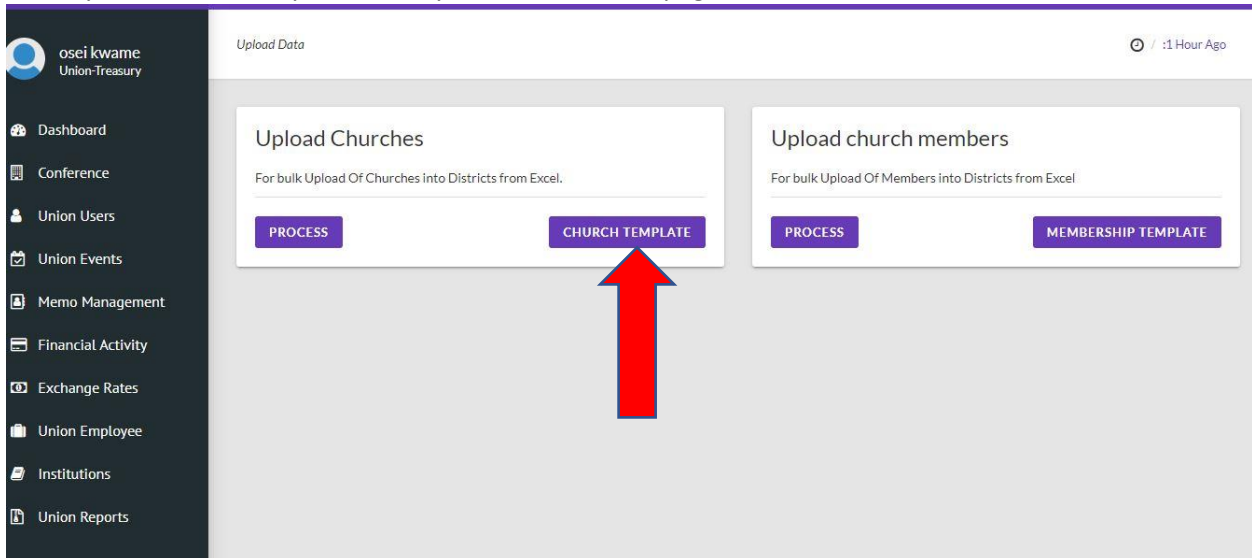 osei kwame
Union-Treasury
Upload Data
/ :1 Hour Ago
Dashboard
Conference
Union Users
Union Events
Memo Management
Financial Activity
Exchange Rates
Union Employee
Institutions
Union Reports
Upload Churches
For bulk Upload Of Churches into Districts from Excel.
PROCESS
CHURCH TEMPLATE
Upload church members
For bulk Upload Of Members into Districts from Excel
PROCESS
MEMBERSHIP TEMPLATE